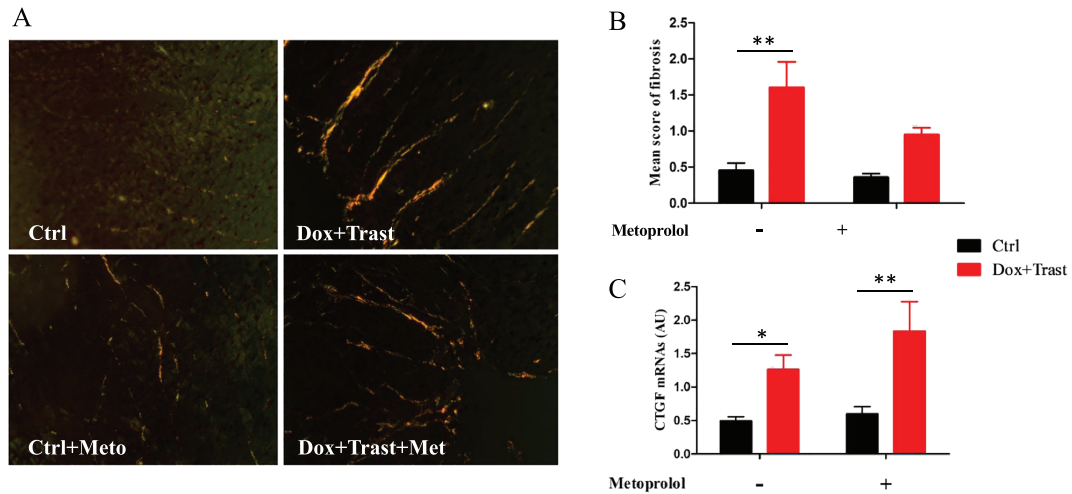 A
Ctrl
Dox+Trast
Ctrl+Meto
Dox+Trast+Met
B
Mean score of fibrosis
2.5
2.0
1.5
1.0
0.5
0.0
**
Metoprolol - +
Ctrl
Dox+Trast
C
CTGF mRNAs (AU)
2.5
2.0
1.5
1.0
0.5
0.0
*
**
Metoprolol - +